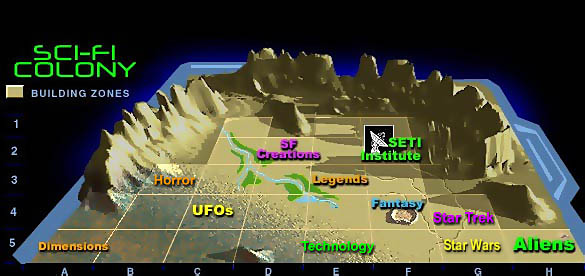 SCI-FI
COLONY
BUILDING ZONES
1
2
3
4
5
SF
Creations
SETI
Institute
Horror
Legends
UFOs
Fantasy
Star Trek
Dimensions
Technology
Star Wars
Aliens
A B C D E F G H